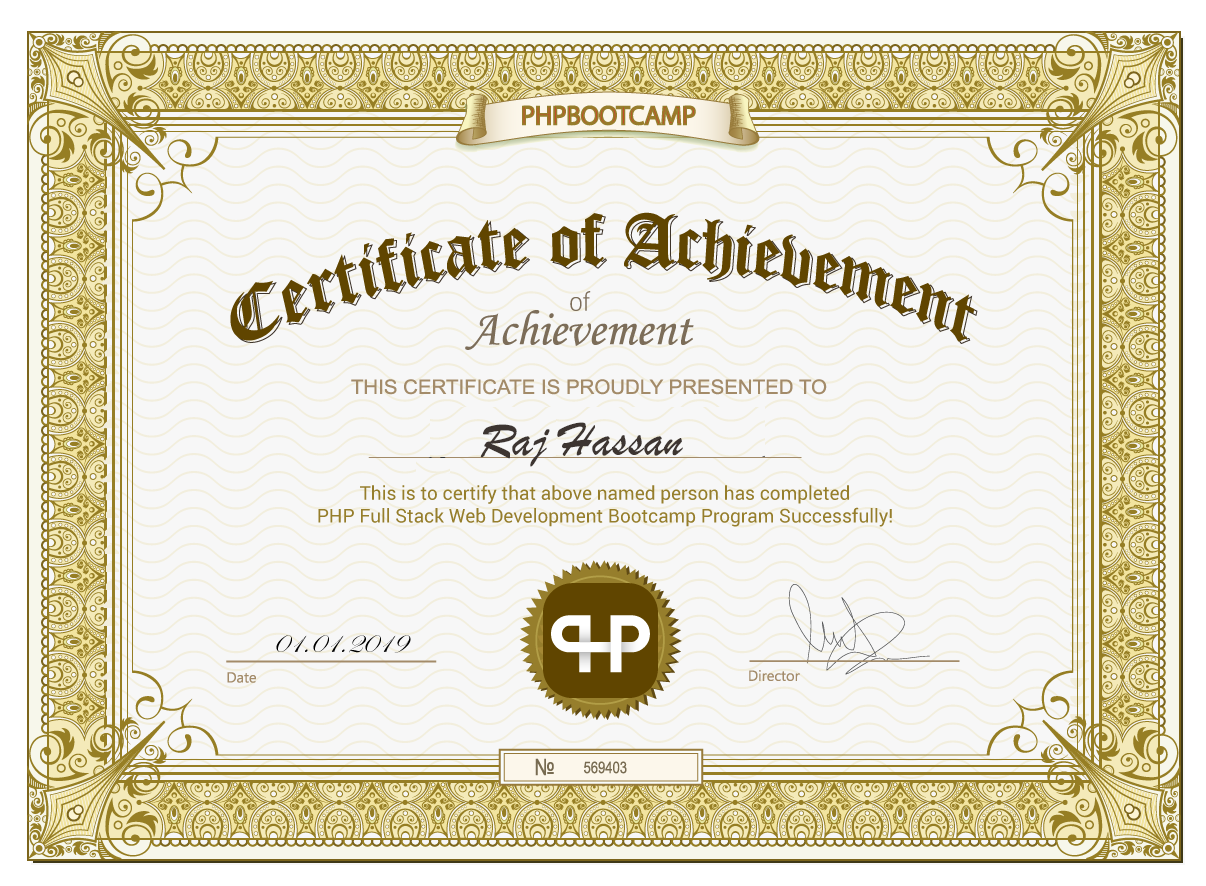 PHPBOOTCAMP
Certificate of Achievement
of
Achievement
THIS CERTIFICATE IS PROUDLY PRESENTED TO
Raj Hassan
This is to certify that above named person has completed
PHP Full Stack Web Development Bootcamp Program Successfully!
01.01.2019
Date
PHP
Director
№ 569403